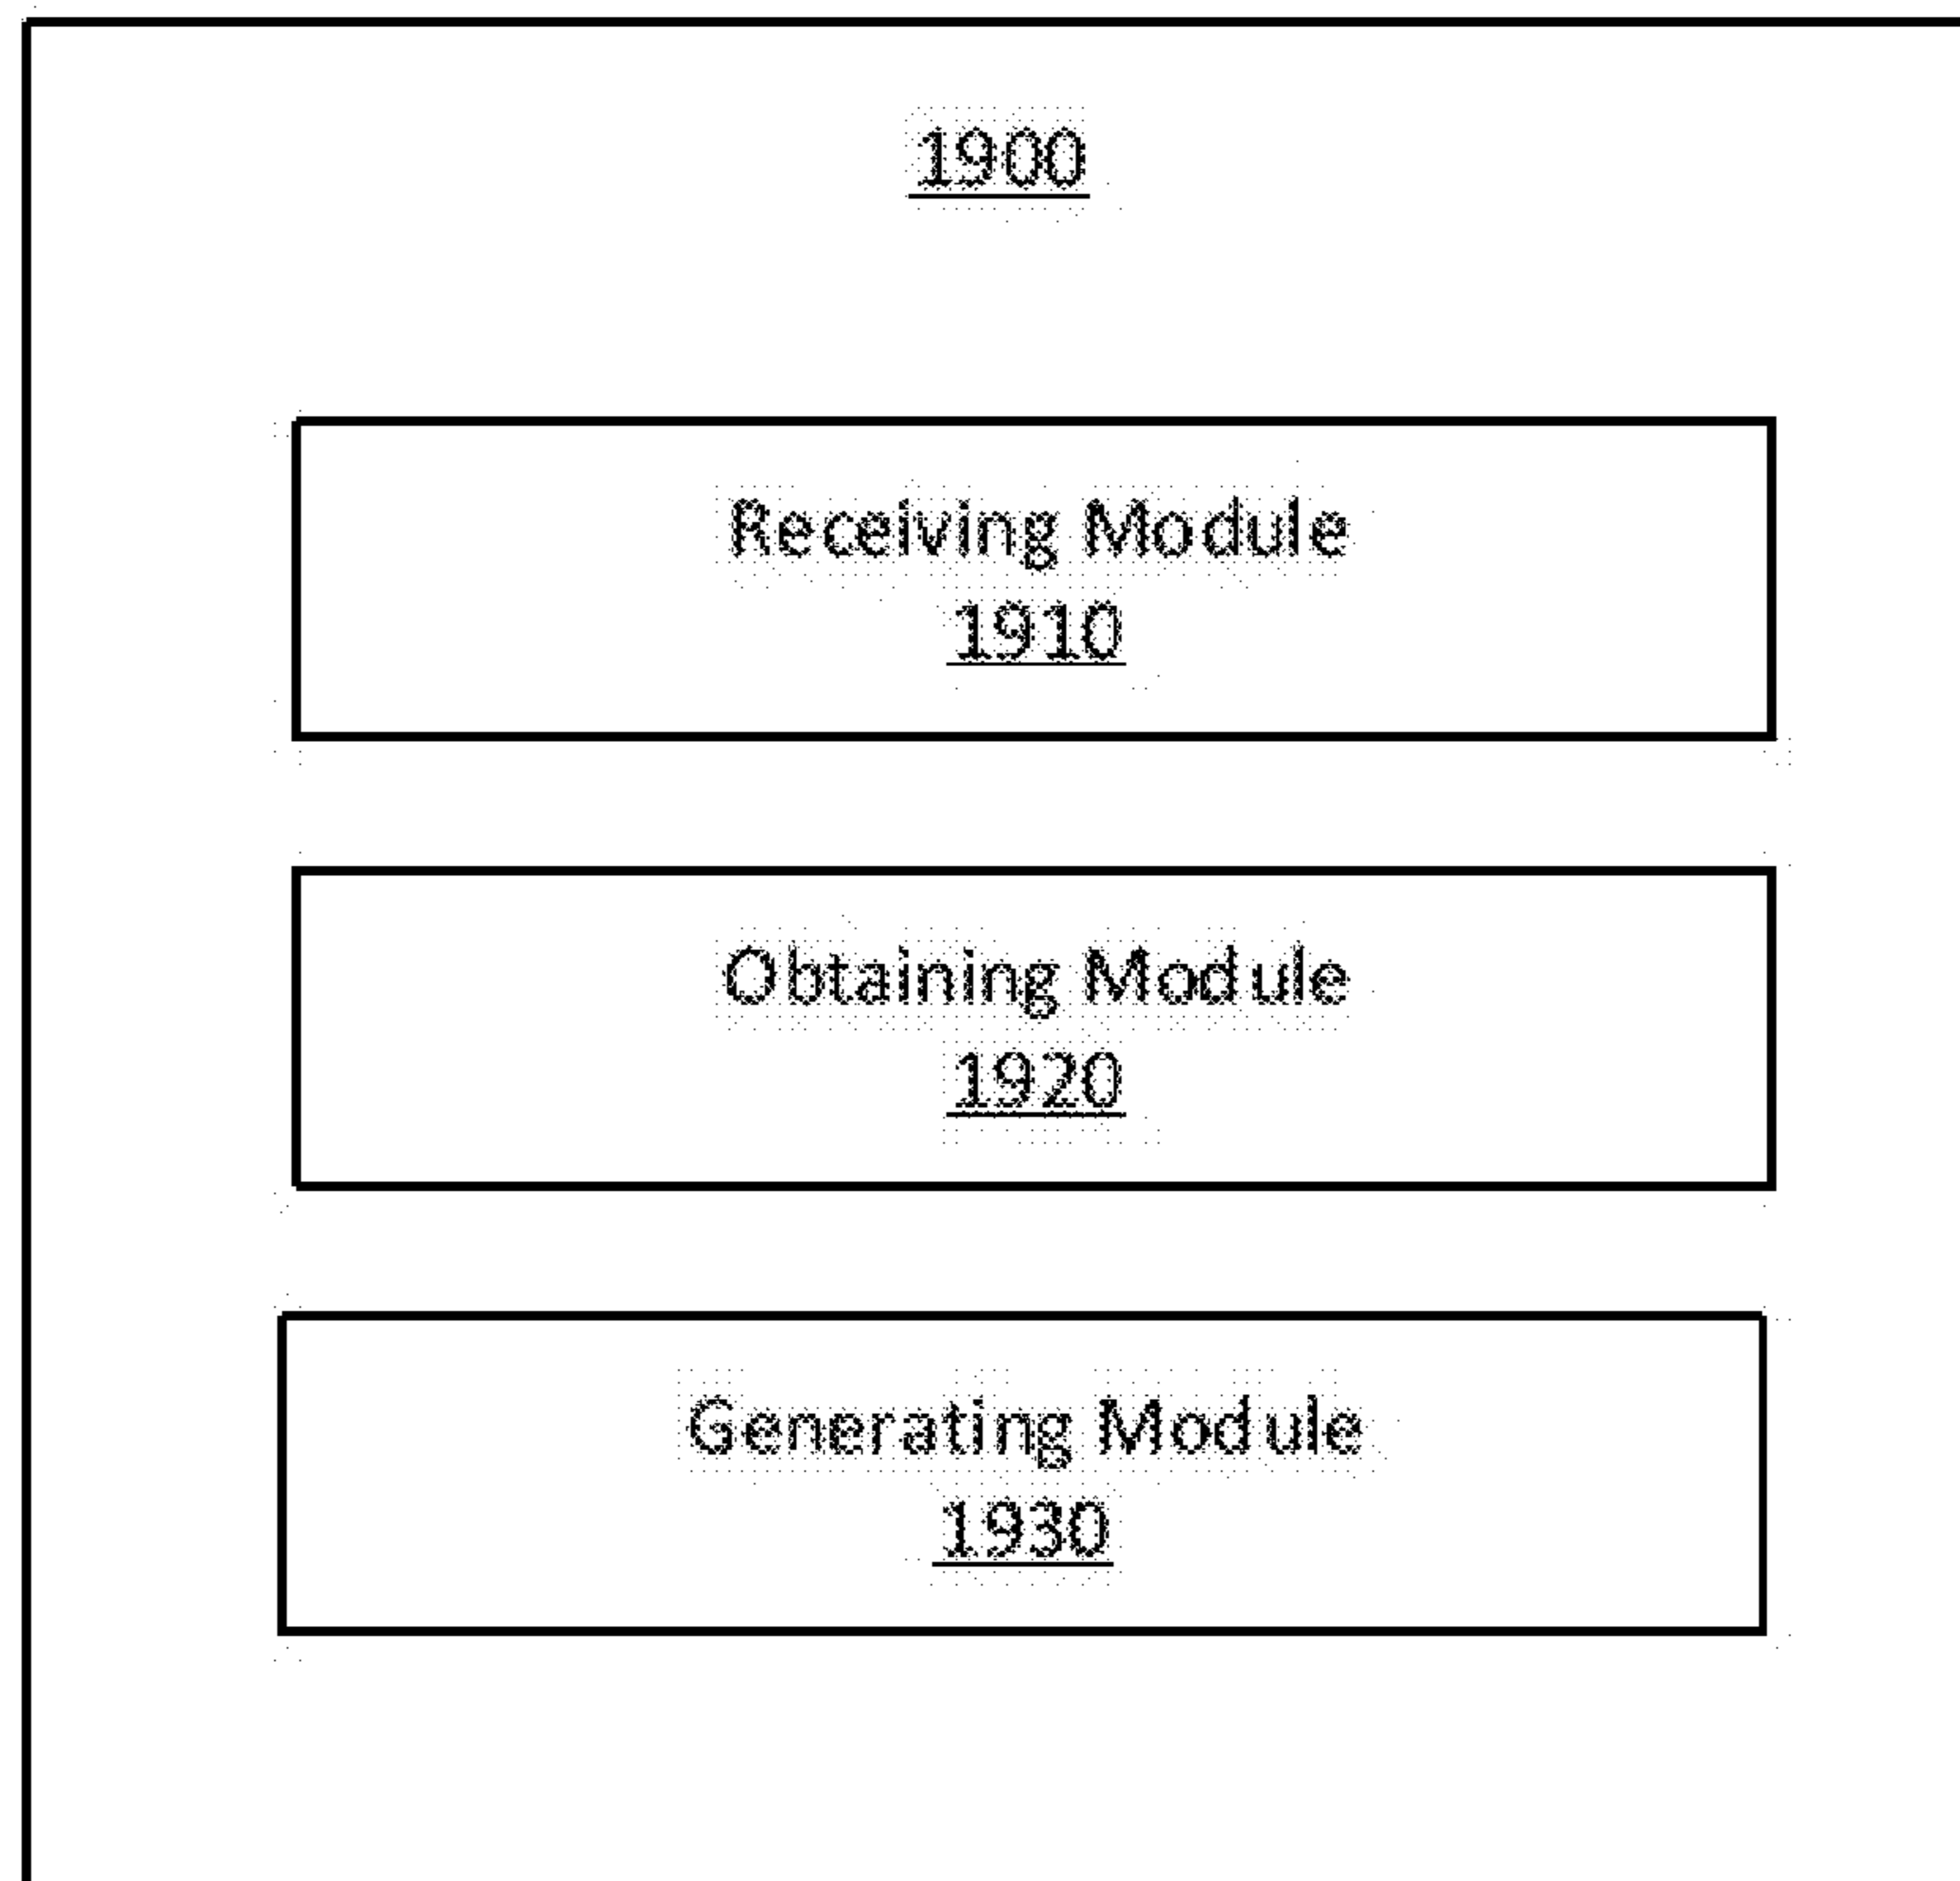 1900
Receiving Module
1910
Obtaining Module
1920
Generating Module
1930